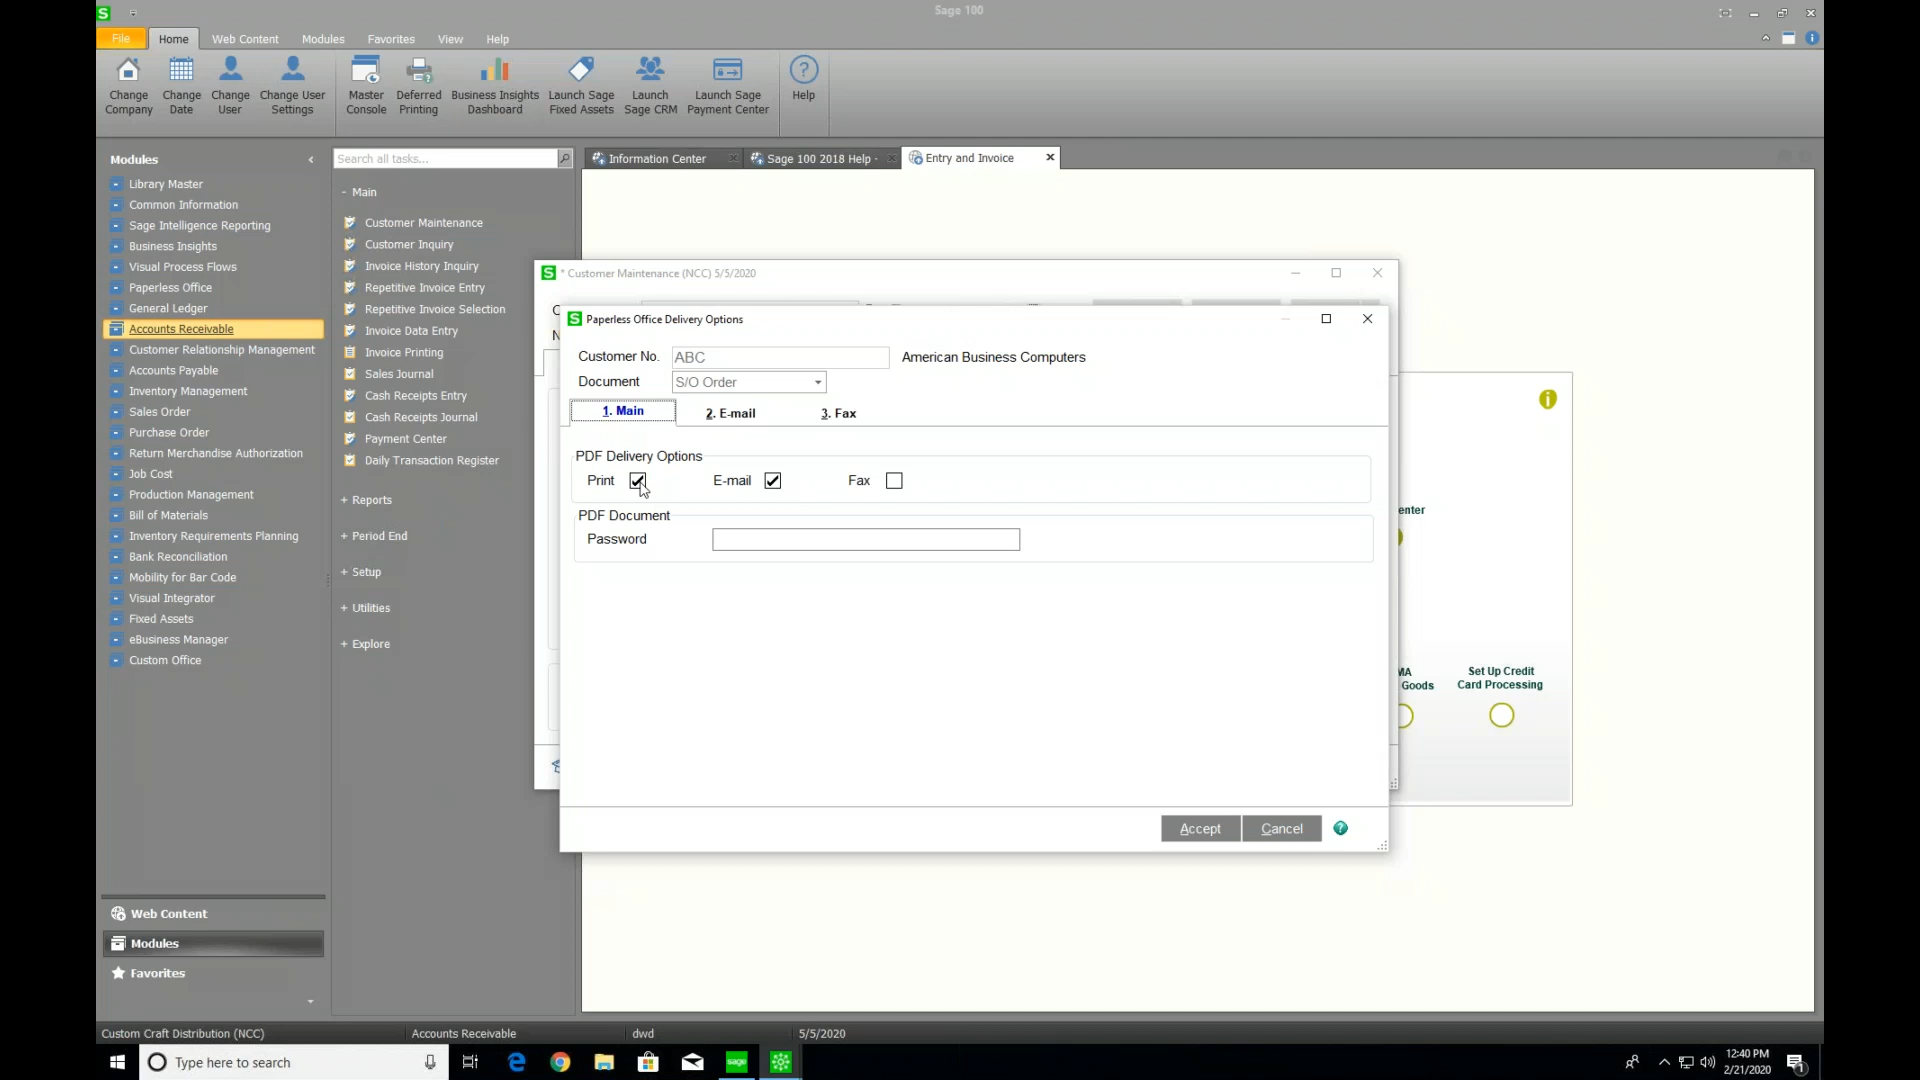 Sage 100
File Home Web Content Modules Favorites View Help
Change Company
Change Date
Change User
Change User Settings
Master Console
Deferred Printing
Business Insights Dashboard
Launch Sage Fixed Assets
Launch Sage CRM
Launch Sage Payment Center
Help
Modules
Library Master
Common Information
Sage Intelligence Reporting
Business Insights
Visual Process Flows
Paperless Office
General Ledger
Accounts Receivable
Customer Relationship Management
Accounts Payable
Inventory Management
Sales Order
Purchase Order
Return Merchandise Authorization
Job Cost
Production Management
Bill of Materials
Inventory Requirements Planning
Bank Reconciliation
Mobility for Bar Code
Visual Integrator
Fixed Assets
eBusiness Manager
Custom Office
Web Content
Modules
Favorites
Search all tasks...
- Main
Customer Maintenance
Customer Inquiry
Invoice History Inquiry
Repetitive Invoice Entry
Repetitive Invoice Selection
Invoice Data Entry
Invoice Printing
Sales Journal
Cash Receipts Entry
Cash Receipts Journal
Payment Center
Daily Transaction Register
+ Reports
+ Period End
+ Setup
+ Utilities
+ Explore
Information Center
Sage 100 2018 Help -
Entry and Invoice
S * Customer Maintenance (NCC) 5/5/2020
S Paperless Office Delivery Options
Customer No. ABC American Business Computers
Document S/O Order
1. Main 2. E-mail 3. Fax
PDF Delivery Options
Print E-mail Fax
PDF Document
Password
Accept Cancel
enter
MA
Goods
Set Up Credit
Card Processing
Custom Craft Distribution (NCC) Accounts Receivable dwd 5/5/2020
Type here to search
sage
12:40 PM
2/21/2020
1